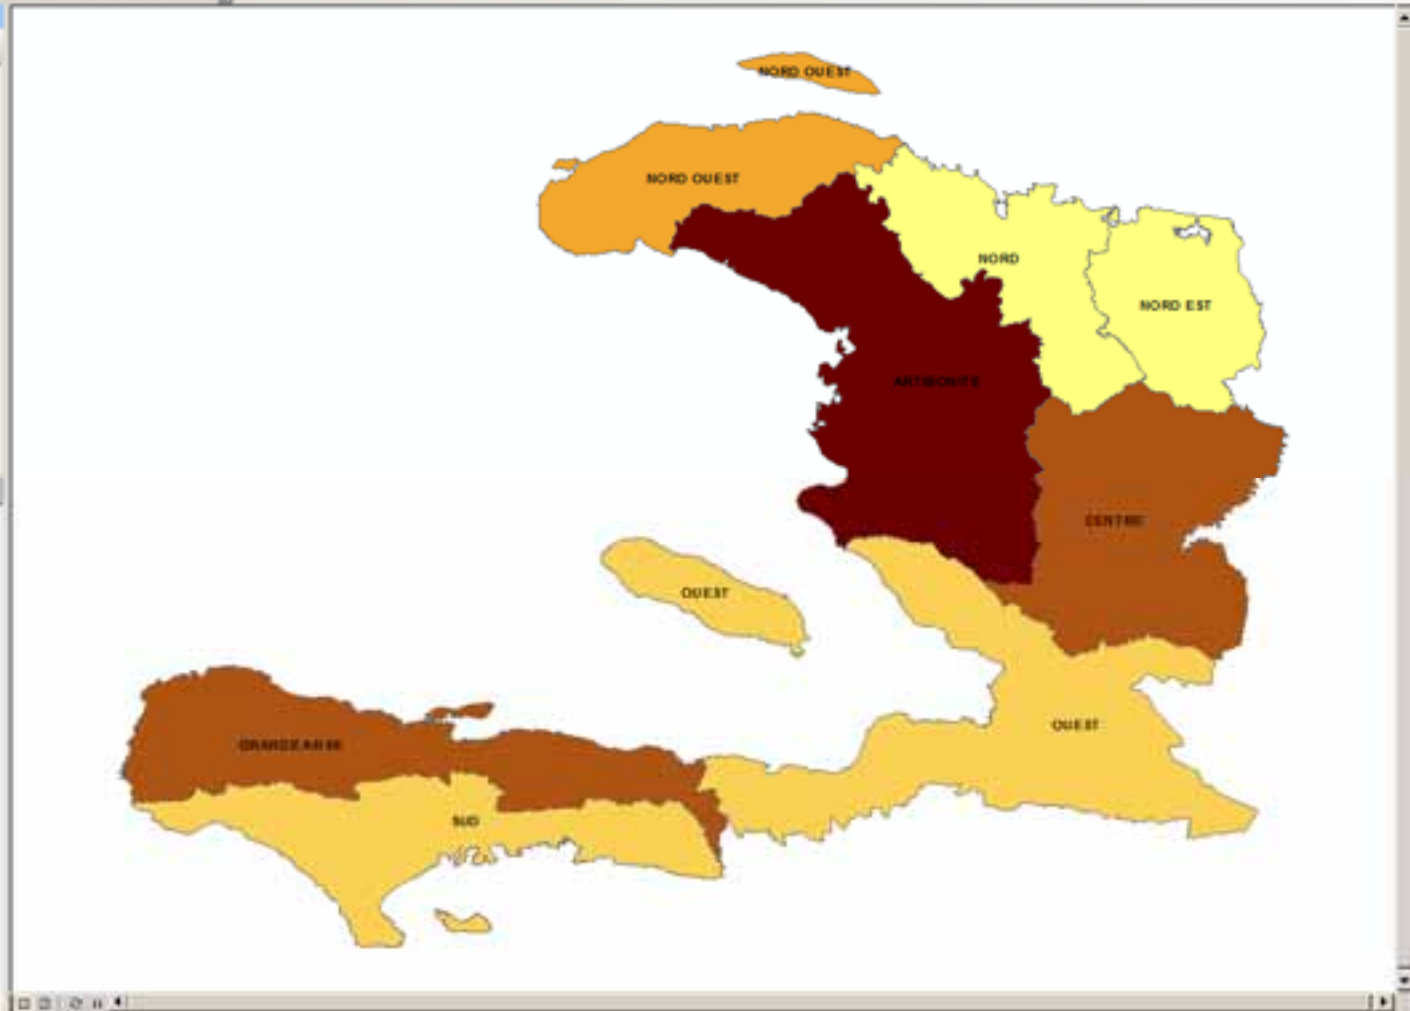 NORD OUEST
NORD OUEST
NORD
NORD EST
ARTIBONITE
CENTRE
OUEST
OUEST
GRANDE ANSE
SUD